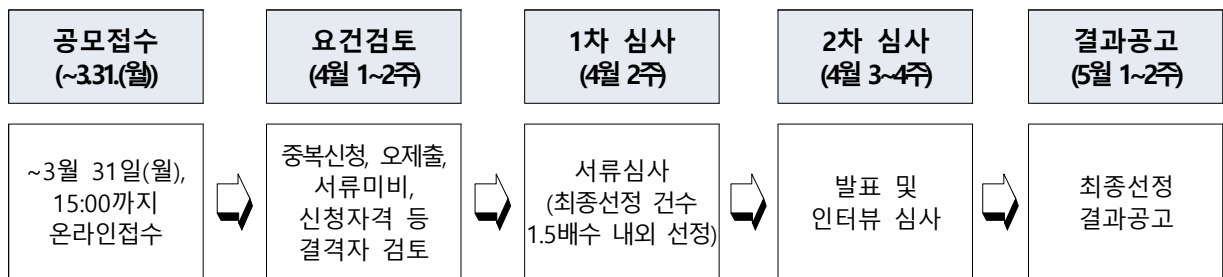 공모접수
(~3.31.(월))
요건검토
(4월 1~2주)
1차 심사
(4월 2주)
2차 심사
(4월 3~4주)
결과공고
(5월 1~2주)
~3월 31일(월),
15:00까지
온라인접수
중복신청, 오제출,
서류미비,
신청자격 등
결격자 검토
서류심사
(최종선정 건수
1.5배수 내외 선정)
발표 및
인터뷰 심사
최종선정
결과공고